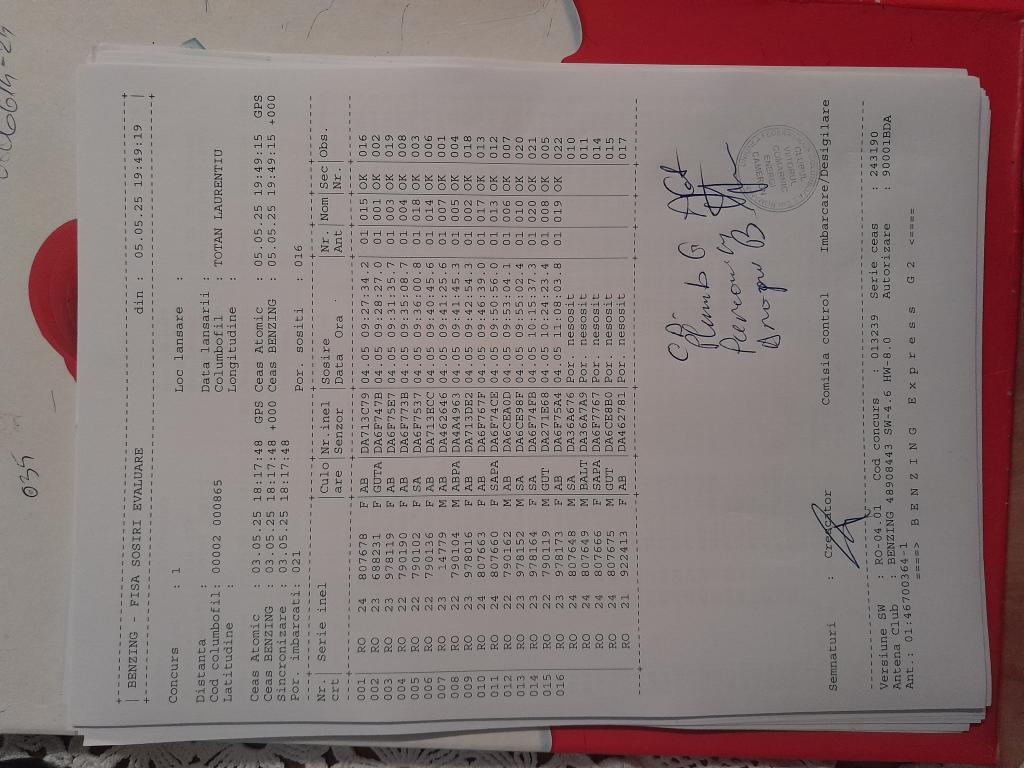 BENZING - FISA SOSIRI EVALUARE din : 05.05.25 19:49:19
Concurs : 1 Loc lansare :
Distanta : Data lansarii :
Cod columbofil: 00002 000865 Columbofil : TOTAN LAURENTIU
Latitudine : Longitudine :
Ceas Atomic : 03.05.25 18:17:48 GPS Ceas Atomic : 05.05.25 19:49:15 GPS
Ceas BENZING : 03.05.25 18:17:48 +000 Ceas BENZING : 05.05.25 19:49:15 +000
Sincronizare : 03.05.25 18:17:48
Por. imbarcati: 021 Por. sositi : 016
Nr. Serie inel Culo Nr.inel Sosire Nr. Nom Sec Obs.
crt are Senzor Data Ora Ant Nr.
001 RO 24 807678 F AB DA713C79 04.05 09:27:34.2 01 015 OK 016
002 RO 23 688231 F GUTA DA6F747B 04.05 09:28:27.0 01 001 OK 002
003 RO 23 978119 F AB DA6F75E7 04.05 09:31:35.7 01 003 OK 019
004 RO 22 790190 F AB DA6F773B 04.05 09:35:08.7 01 004 OK 008
005 RO 22 790102 F SA DA6F7537 04.05 09:36:00.8 01 018 OK 003
006 RO 22 790136 F AB DA713ECC 04.05 09:40:45.6 01 014 OK 006
007 RO 23 14779 M AB DA462646 04.05 09:41:25.6 01 007 OK 001
008 RO 22 790104 M ABPA DA4A4963 04.05 09:41:45.3 01 005 OK 004
009 RO 23 978016 F AB DA713DE2 04.05 09:42:54.3 01 002 OK 018
010 RO 24 807663 F AB DA6F767F 04.05 09:46:39.0 01 017 OK 013
011 RO 24 807660 F SAPA DA6F74CE 04.05 09:50:56.0 01 013 OK 012
012 RO 22 790162 M AB DA6CEA0D 04.05 09:53:04.1 01 006 OK 007
013 RO 23 978152 M SA DA6CE98F 04.05 09:55:02.4 01 010 OK 020
014 RO 23 978164 F SA DA6F74FB 04.05 10:15:37.3 01 020 OK 021
015 RO 22 790119 M GUT DA271E68 04.05 10:24:23.4 01 008 OK 005
016 RO 23 978173 F AB DA6F75A4 04.05 11:08:03.8 01 019 OK 022
RO 24 807648 M SA DA36A676 Por. nesosit 010
RO 24 807649 M BALT DA36A7A9 Por. nesosit 011
RO 24 807666 F SAPA DA6F7767 Por. nesosit 014
RO 24 807675 M GUT DA6CE8B0 Por. nesosit 015
RO 21 922413 F AB DA462781 Por. nesosit 017
Plumb G
Semnaturi : Crescator Comisia control Imbarcare/Desigilare
Versiune SW : RO-04.01 Cod concurs : 013239 Serie ceas : 243190
Antena Club : BENZING 48908443 SW-4.6 HW-8.0 Autorizare : 90001BDA
Ant.: 01:46700364-1
====> BENZING Express G2 <====
035